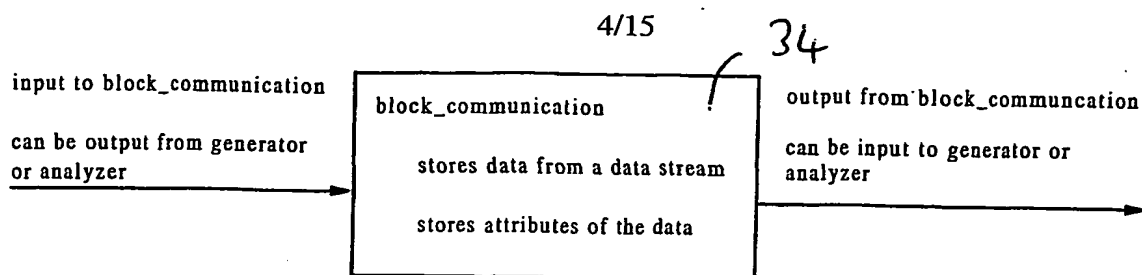 4/15
34
input to block_communication
can be output from generator
or analyzer
block_communication
stores data from a data stream
stores attributes of the data
output from block_communcation
can be input to generator or
analyzer